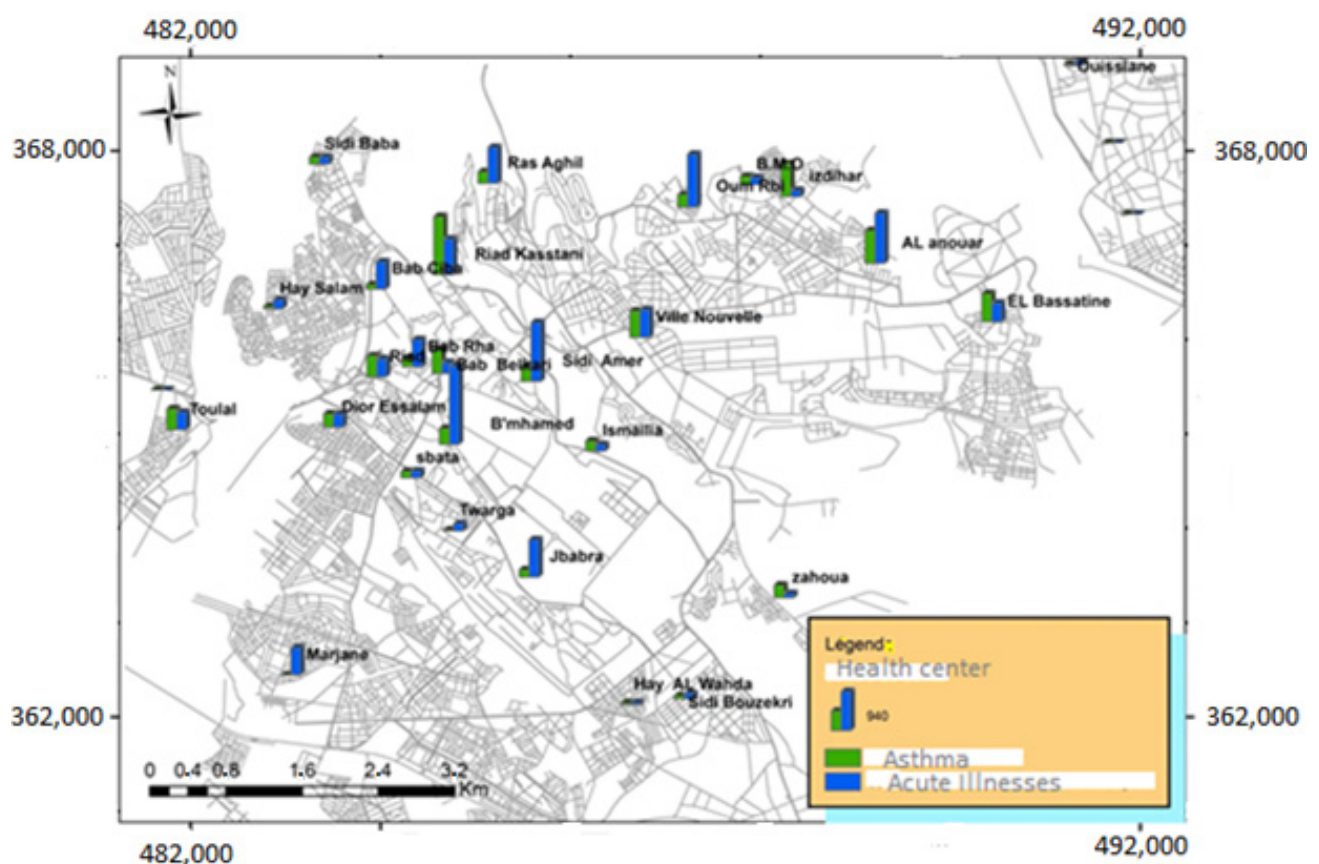 482,000
492,000
N
Ouisslane
368,000
368,000
Sidi Baba
Ras Aghil
B.M.O
izdihar
Oum Rbi
AL anouar
Riad Kasstani
Bab Ciba
Hay Salam
EL Bassatine
Ville Nouvelle
Bab Rha
Riad
Bab Belkari
Sidi Amer
Toulal
Dior Essalam
B'mhamed
Ismailia
sbata
Twarga
Jbabra
zahoua
Marjane
Hay AL Wahda
Sidi Bouzekri
362,000
362,000
0 0.4 0.8 1.6 2.4 3.2
Km
Légend:
Health center
940
Asthma
Acute Illnesses
482,000
492,000